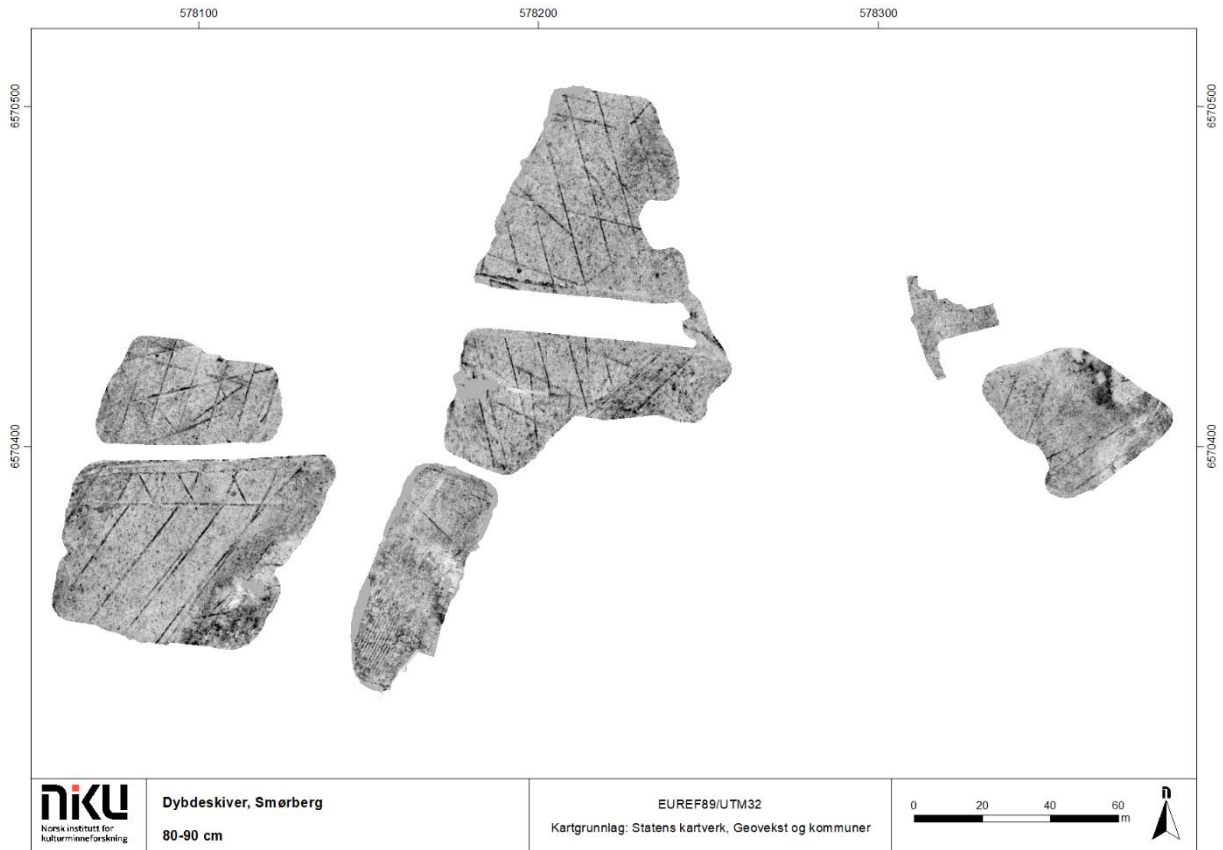 578100 578200 578300
6570500 6570500
6570400 6570400
niku
Norsk institutt for
kulturminneforskning
Dybdeskiver, Smørberg
80-90 cm
EUREF89/UTM32
Kartgrunnlag: Statens kartverk, Geovekst og kommuner
0 20 40 60
m
n